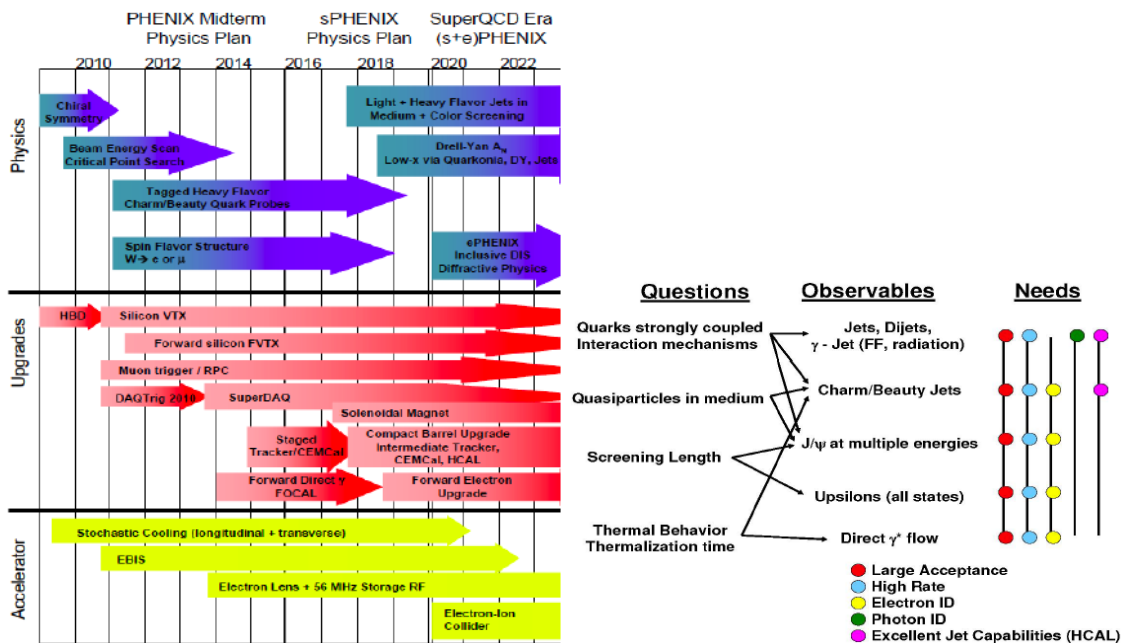 PHENIX Midterm
Physics Plan
sPHENIX
Physics Plan
SuperQCD Era
(s+e)PHENIX
2010 2012 2014 2016 2018 2020 2022
Physics
Chiral
Symmetry
Light + Heavy Flavor Jets in
Medium + Color Screening
Beam Energy Scan
Critical Point Search
Drell-Yan A_N
Low-x via Quarkonia, DY, Jets
Tagged Heavy Flavor
Charm/Beauty Quark Probes
Spin Flavor Structure
W→ e or μ
ePHENIX
Inclusive DIS
Diffractive Physics
Upgrades
HBD
Silicon VTX
Forward silicon FVTX
Muon trigger / RPC
DAQTrig 2010
SuperDAQ
Solenoidal Magnet
Staged
Tracker/CEMCal
Compact Barrel Upgrade
Intermediate Tracker,
CEMCal, HCAL
Forward Direct γ
FOCAL
Forward Electron
Upgrade
Accelerator
Stochastic Cooling (longitudinal + transverse)
EBIS
Electron Lens + 56 MHz Storage RF
Electron-Ion
Collider
Questions
Observables
Needs
Quarks strongly coupled
Interaction mechanisms
Jets, Dijets,
γ - Jet (FF, radiation)
Quasiparticles in medium
Charm/Beauty Jets
Screening Length
J/ψ at multiple energies
Upsilons (all states)
Thermal Behavior
Thermalization time
Direct γ* flow
Large Acceptance
High Rate
Electron ID
Photon ID
Excellent Jet Capabilities (HCAL)